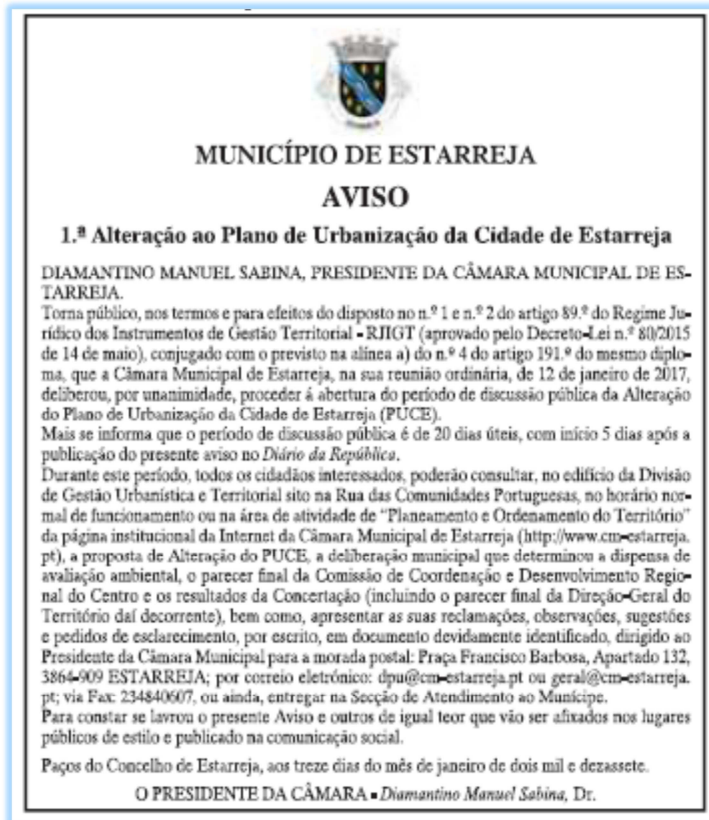 MUNICÍPIO DE ESTARREJA
AVISO
1.ª Alteração ao Plano de Urbanização da Cidade de Estarreja
DIAMANTINO MANUEL SABINA, PRESIDENTE DA CÂMARA MUNICIPAL DE ES-
TARREJA.
Torna público, nos termos e para efeitos do disposto no n.º 1 e n.º 2 do artigo 89.º do Regime Ju-
rídico dos Instrumentos de Gestão Territorial - RJIGT (aprovado pelo Decreto-Lei n.º 80/2015
de 14 de maio), conjugado com o previsto na alínea a) do n.º 4 do artigo 191.º do mesmo diplo-
ma, que a Câmara Municipal de Estarreja, na sua reunião ordinária, de 12 de janeiro de 2017,
deliberou, por unanimidade, proceder á abertura do período de discussão pública da Alteração
do Plano de Urbanização da Cidade de Estarreja (PUCE).
Mais se informa que o período de discussão pública é de 20 dias úteis, com início 5 dias após a
publicação do presente aviso no Diário da República.
Durante este período, todos os cidadãos interessados, poderão consultar, no edifício da Divisão
de Gestão Urbanística e Territorial sito na Rua das Comunidades Portuguesas, no horário nor-
mal de funcionamento ou na área de atividade de “Planeamento e Ordenamento do Território”
da página institucional da Internet da Câmara Municipal de Estarreja (http://www.cm-estarreja.
pt), a proposta de Alteração do PUCE, a deliberação municipal que determinou a dispensa de
avaliação ambiental, o parecer final da Comissão de Coordenação e Desenvolvimento Regio-
nal do Centro e os resultados da Concertação (incluindo o parecer final da Direção-Geral do
Território daí decorrente), bem como, apresentar as suas reclamações, observações, sugestões
e pedidos de esclarecimento, por escrito, em documento devidamente identificado, dirigido ao
Presidente da Câmara Municipal para a morada postal: Praça Francisco Barbosa, Apartado 132,
3864-909 ESTARREJA; por correio eletrónico: dpu@cm-estarreja.pt ou geral@cm-estarreja.
pt; via Fax: 234840607, ou ainda, entregar na Secção de Atendimento ao Munícipe.
Para constar se lavrou o presente Aviso e outros de igual teor que vão ser afixados nos lugares
públicos de estilo e publicado na comunicação social.
Paços do Concelho de Estarreja, aos treze dias do mês de janeiro de dois mil e dezassete.
O PRESIDENTE DA CÂMARA - Diamantino Manuel Sabina, Dr.